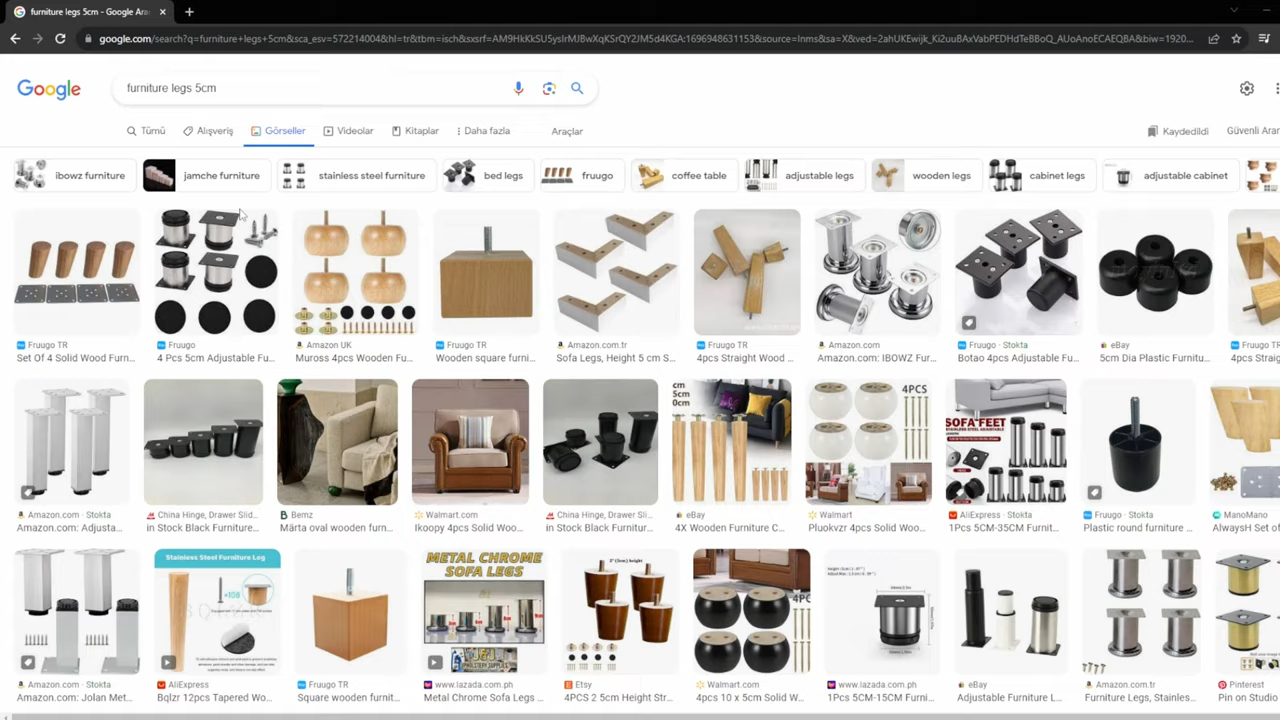 furniture legs 5cm - Google Ara
google.com/search?q=furniture+legs+5cm&sca_esv=572214004&hl=tr&tbm=isch&sxsrf=AM9HkKkSU5ysIrMJBwXqKSrQY2JM5d4KGA:1696948631153&source=lnms&sa=X&ved=2ahUKEwijk_Ki2uuBAxVabPEDHdTeBBoQ_AUoAnoECAEQBA&biw=1920...
Google
furniture legs 5cm
Tümü Alışveriş Görseller Videolar Kitaplar Daha fazla Araçlar Kaydedildi Güvenli Aran
ibowz furniture jamche furniture stainless steel furniture bed legs fruugo coffee table adjustable legs wooden legs cabinet legs adjustable cabinet
Fruugo TR Fruugo Amazon UK Fruugo TR Amazon.com.tr Fruugo TR Amazon.com Fruugo · Stokta eBay Fruugo TR
Set Of 4 Solid Wood Furn... 4 Pcs 5cm Adjustable Fu... Muross 4pcs Wooden Fu... Wooden square furni... Sofa Legs, Height 5 cm S... 4pcs Straight Wood ... Amazon.com: IBOWZ Fur... Botao 4pcs Adjustable Fu... 5cm Dia Plastic Furnitu... 4pcs Strai
cm
5cm
0cm
4PCS
SOFA FEET
STAINLESS STEEL ADJUSTABLE
Amazon.com · Stokta China Hinge, Drawer Slid... Bemz Walmart.com China Hinge, Drawer Slid... eBay Walmart AliExpress · Stokta Fruugo · Stokta ManoMano
Amazon.com: Adjusta... in Stock Black Furniture... Märta oval wooden furn... Ikoopy 4pcs Solid Woo... in Stock Black Furnitur... 4X Wooden Furniture C... Pluokvzr 4pcs Solid Woo... 1Pcs 5CM-35CM Furnit... Plastic round furniture ... AlwaysH Set of
Stainless Steel Furniture Leg
×108
METAL CHROME
SOFA LEGS
2" (5cm) height
4PC
Amazon.com · Stokta AliExpress Fruugo TR www.lazada.com.ph Etsy Walmart.com www.lazada.com.ph eBay Amazon.com.tr Pinterest
Amazon.com: Jolan Met... Bqlzr 12pcs Tapered Wo... Square wooden furnit... Metal Chrome Sofa Legs ... 4PCS 2 5cm Height Str... 4pcs 10 x 5cm Solid W... 1Pcs 5CM-15CM Furni... Adjustable Furniture L... Furniture Legs, Stainles... Pin on Studio